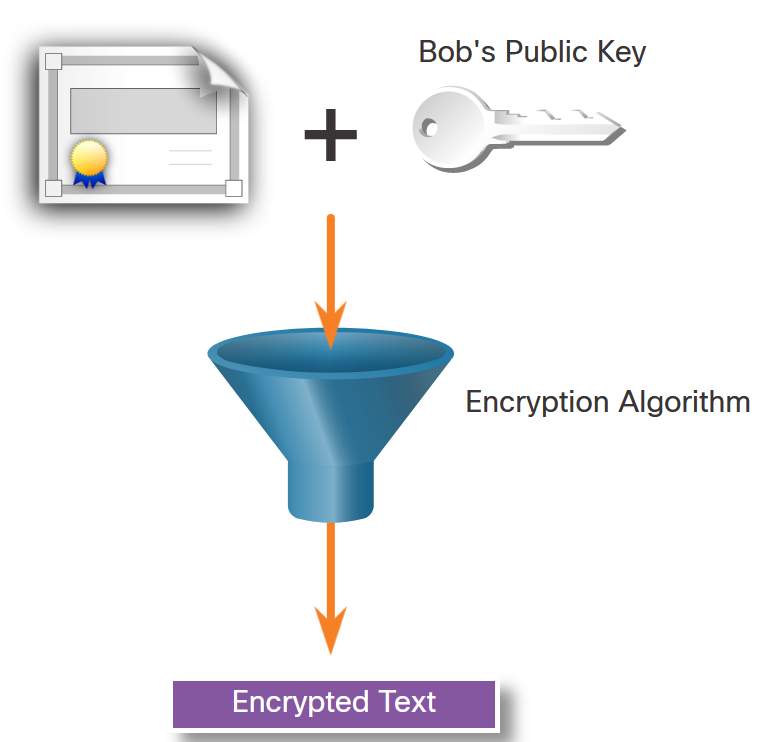 Bob's Public Key
Encryption Algorithm
Encrypted Text